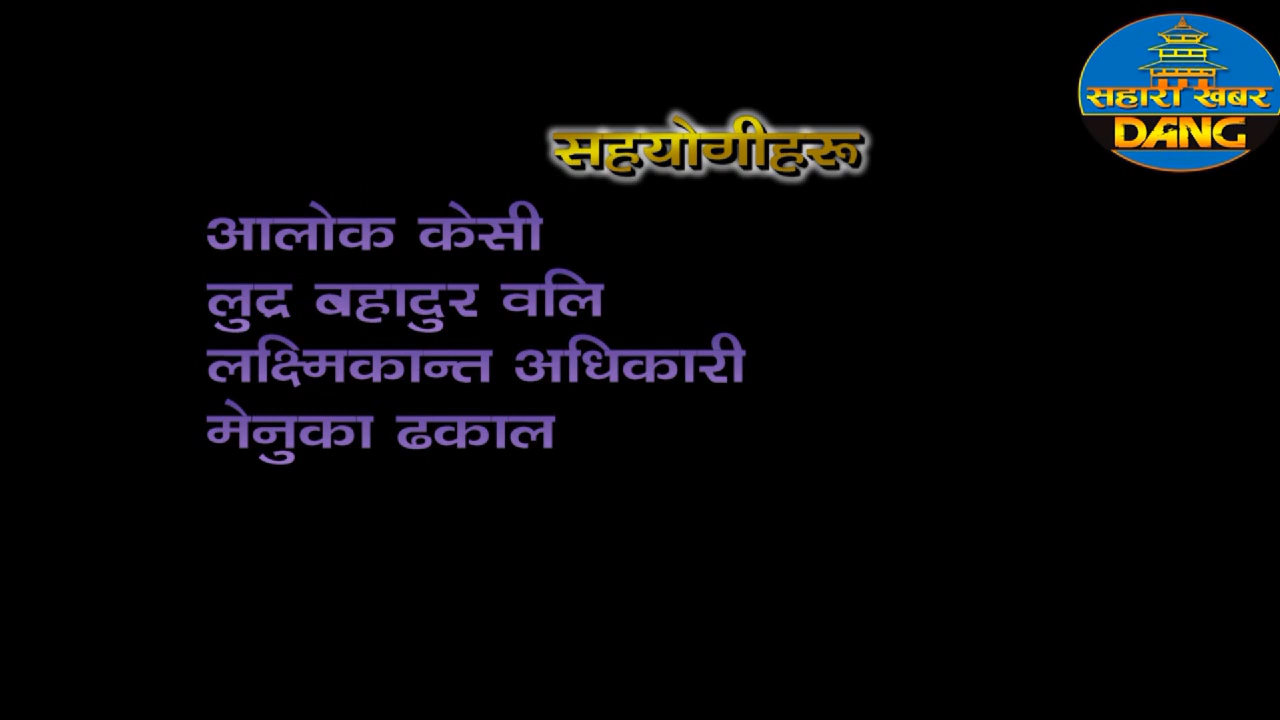 सहारा खबर
DANG
सहयोगीहरू
आलोक केसी
लुद्र बहादुर वलि
लक्ष्मिकान्त अधिकारी
मेनुका ढकाल